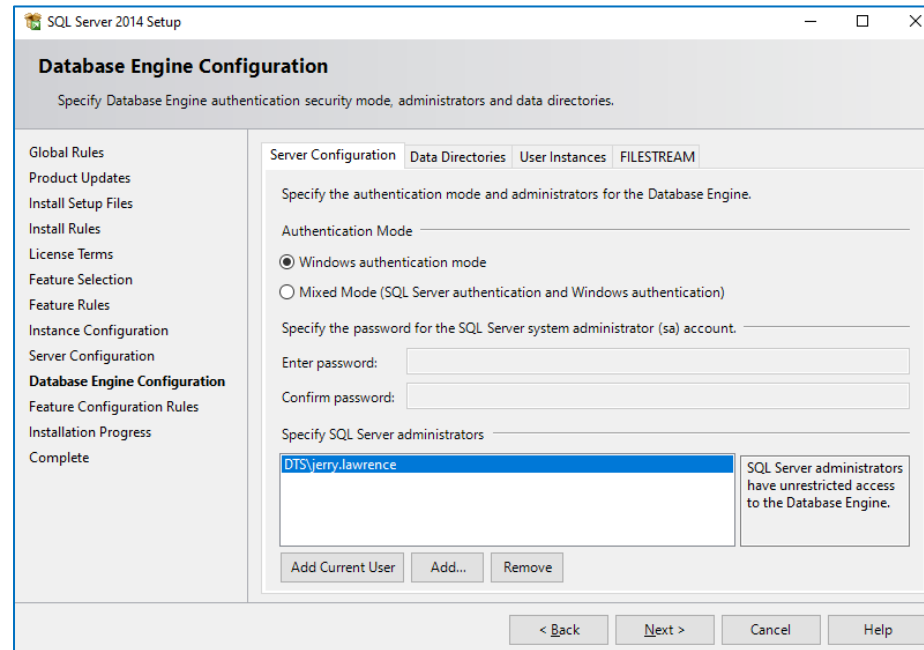 SQL Server 2014 Setup
Database Engine Configuration
Specify Database Engine authentication security mode, administrators and data directories.
Global Rules
Product Updates
Install Setup Files
Install Rules
License Terms
Feature Selection
Feature Rules
Instance Configuration
Server Configuration
Database Engine Configuration
Feature Configuration Rules
Installation Progress
Complete
Server Configuration Data Directories User Instances FILESTREAM
Specify the authentication mode and administrators for the Database Engine.
Authentication Mode
Windows authentication mode
Mixed Mode (SQL Server authentication and Windows authentication)
Specify the password for the SQL Server system administrator (sa) account.
Enter password:
Confirm password:
Specify SQL Server administrators
DTS\jerry.lawrence
SQL Server administrators
have unrestricted access
to the Database Engine.
Add Current User Add... Remove
< Back Next > Cancel Help